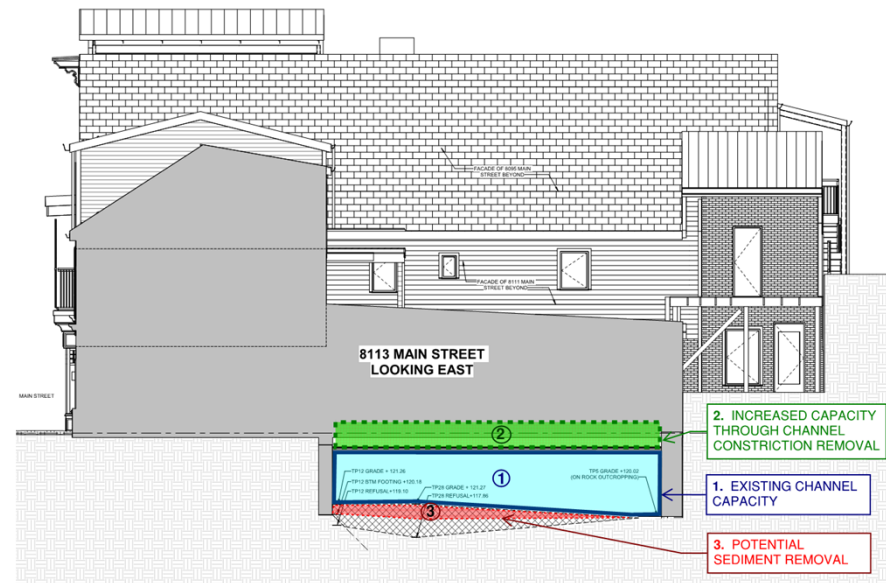 FACADE OF 8095 MAIN
STREET BEYOND
FACADE OF 8111 MAIN
STREET BEYOND
8113 MAIN STREET
LOOKING EAST
MAIN STREET
2
2. INCREASED CAPACITY
THROUGH CHANNEL
CONSTRICTION REMOVAL
1
TP12 GRADE + 121.26
TP13 BTM FOOTING +120.18
TP13 REFUSAL+119.10
TP29 GRADE + 121.27
TP29 REFUSAL+117.86
TP5 GRADE +120.02
(ON ROCK OUTCROPPING)
1. EXISTING CHANNEL
CAPACITY
3
3. POTENTIAL
SEDIMENT REMOVAL